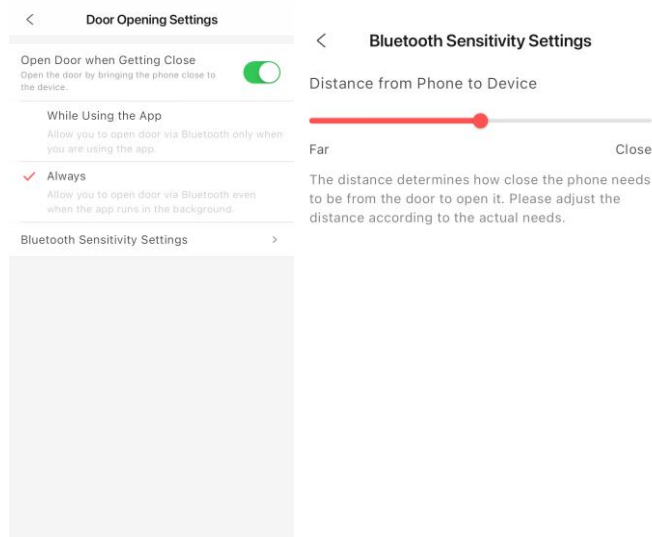 Door Opening Settings
Open Door when Getting Close
Open the door by bringing the phone close to
the device.
While Using the App
Allow you to open door via Bluetooth only when
you are using the app.
Always
Allow you to open door via Bluetooth even
when the app runs in the background.
Bluetooth Sensitivity Settings
Bluetooth Sensitivity Settings
Distance from Phone to Device
Far
Close
The distance determines how close the phone needs
to be from the door to open it. Please adjust the
distance according to the actual needs.